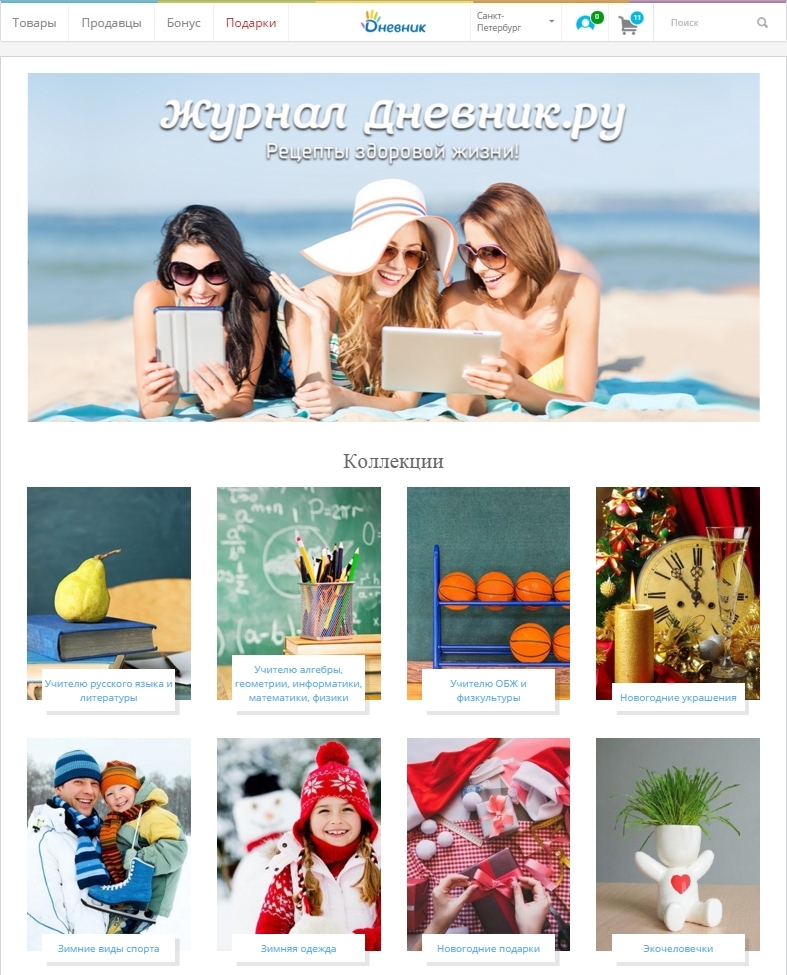 Товары
Продавцы
Бонус
Подарки
Дневник
Санкт-
Петербург
0
11
Поиск
Журнал Дневник.ру
Рецепты здоровой жизни!
Коллекции
Учителю русского языка и
литературы
Учителю алгебры,
геометрии, информатики,
математики, физики
Учителю ОБЖ и
физкультуры
Новогодние украшения
Зимние виды спорта
Зимняя одежда
Новогодние подарки
Экочеловечки